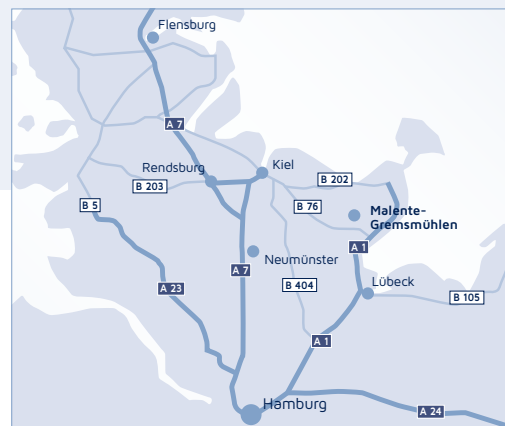 Flensburg
A 7
Rendsburg
Kiel
B 202
B 203
B 5
B 76
Malente-
Gremsmühlen
A 1
Neumünster
A 7
Lübeck
B 404
A 23
B 105
A 1
Hamburg
A 24